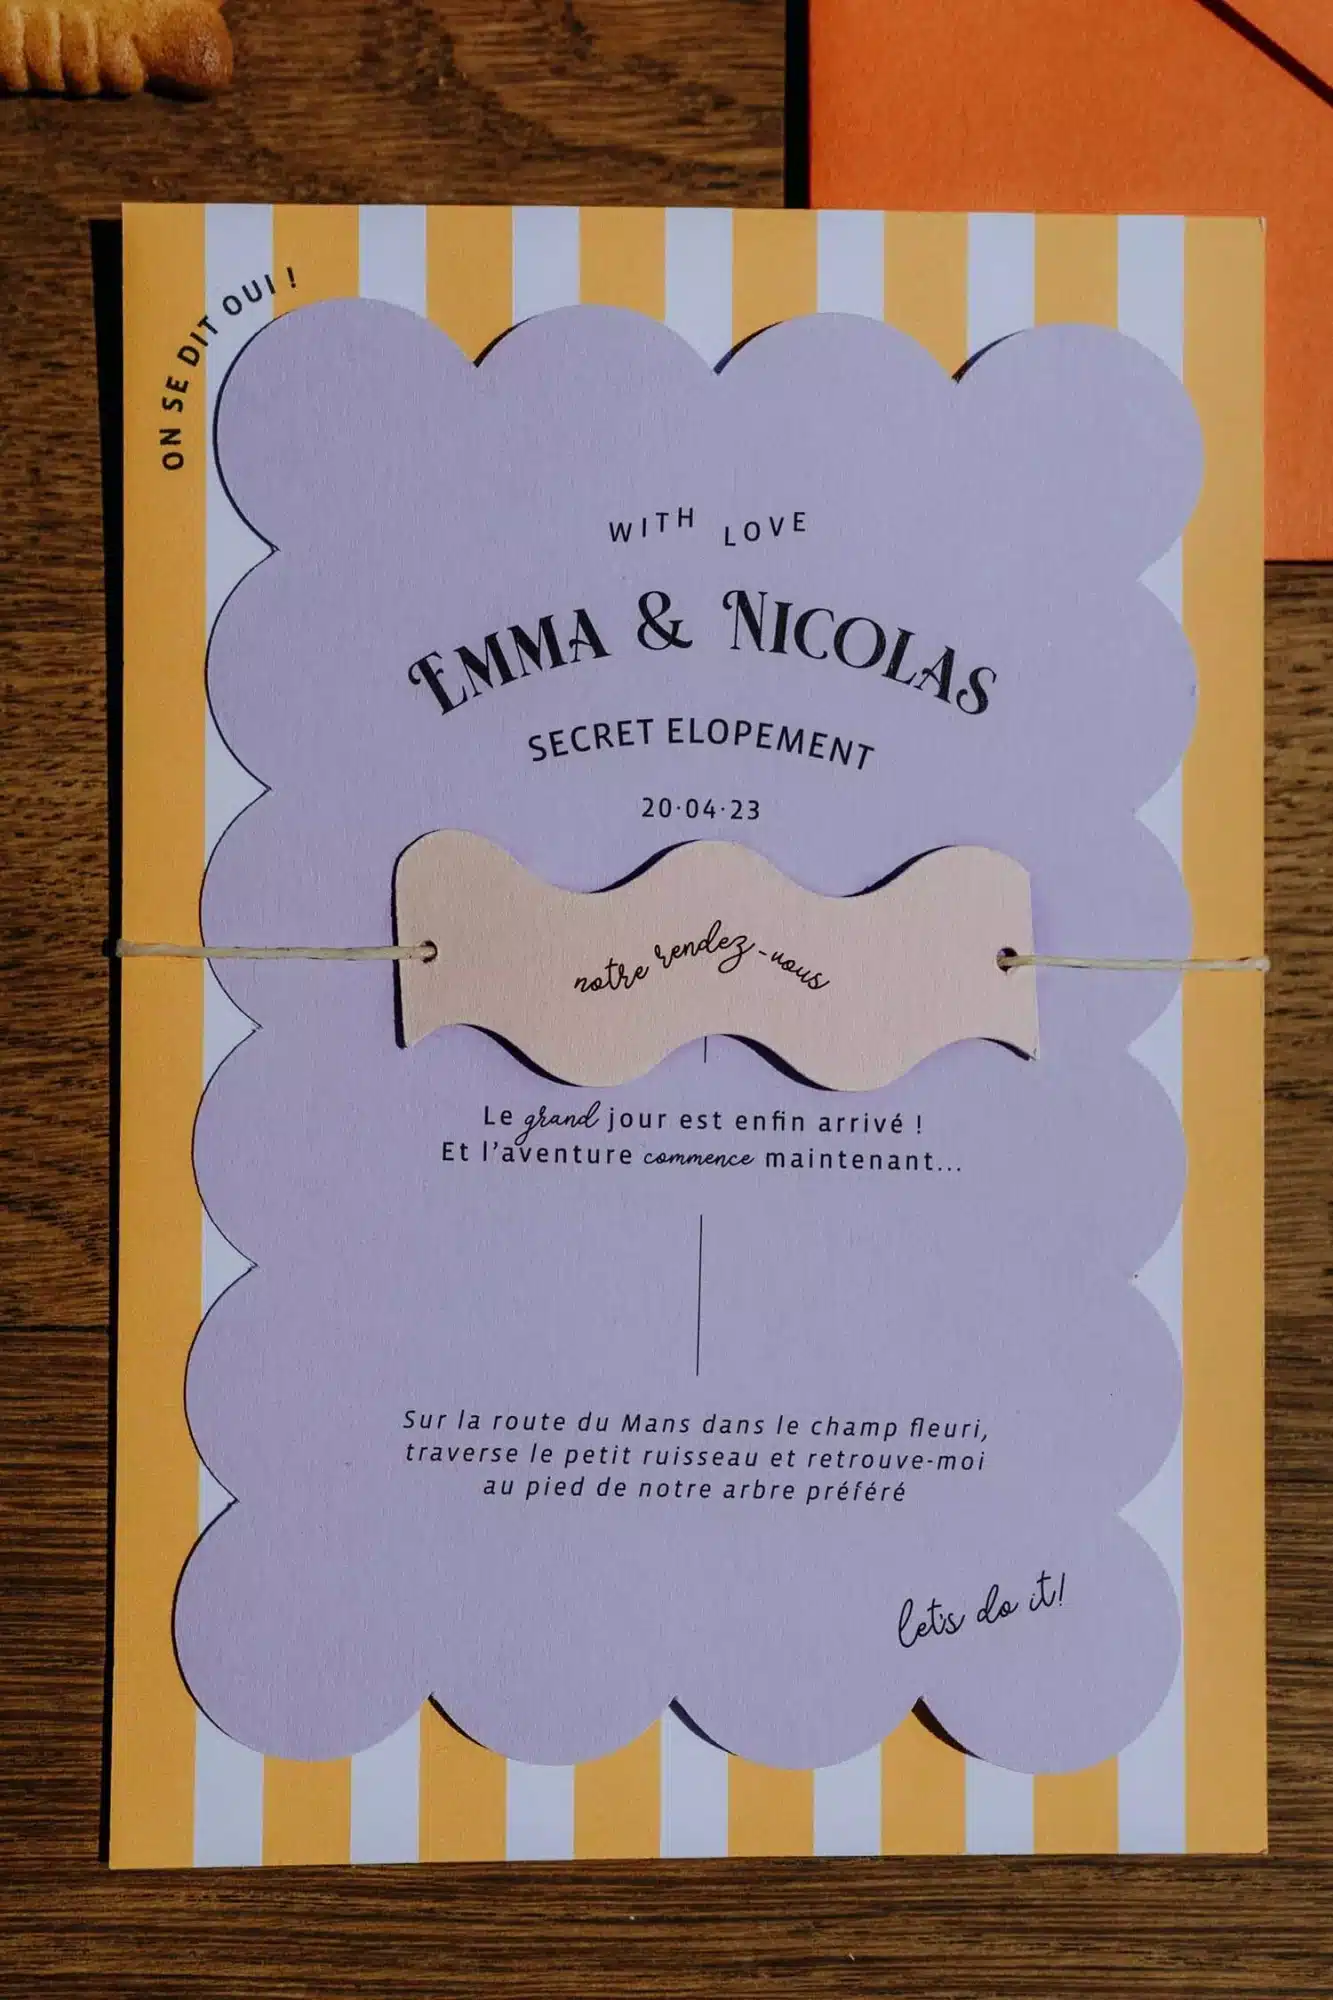 ON SE DIT OUI !
WITH LOVE
EMMA & NICOLAS
SECRET ELOPEMENT
20·04·23
notre rendez-vous
Le grand jour est enfin arrivé !
Et l'aventure commence maintenant...
Sur la route du Mans dans le champ fleuri,
traverse le petit ruisseau et retrouve-moi
au pied de notre arbre préféré
let's do it!